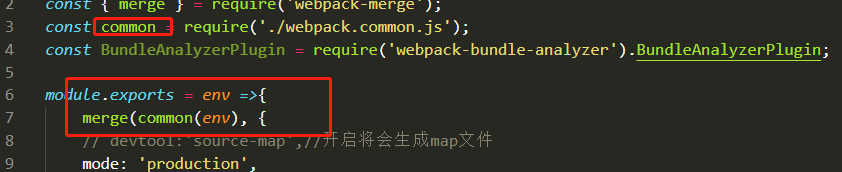 2 const { merge } = require('webpack-merge');
3 const common = require('./webpack.common.js');
4 const BundleAnalyzerPlugin = require('webpack-bundle-analyzer').BundleAnalyzerPlugin;
5
6 module.exports = env =>{
7 merge(common(env), {
8 // devtool:'source-map',//开启将会生成map文件
9 mode: 'production',